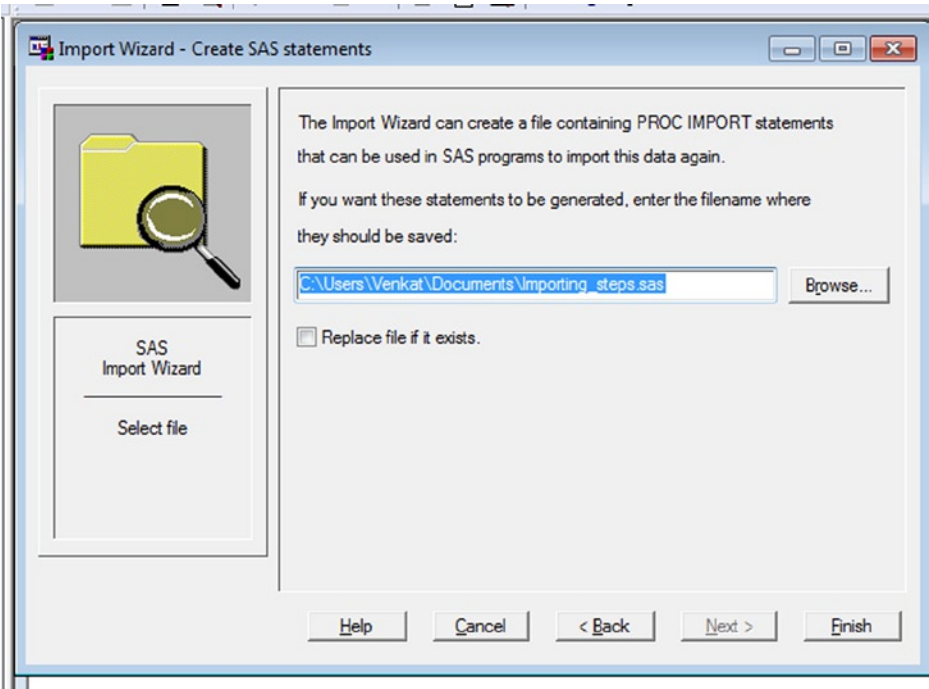 Import Wizard - Create SAS statements
The Import Wizard can create a file containing PROC IMPORT statements
that can be used in SAS programs to import this data again.
If you want these statements to be generated, enter the filename where
they should be saved:
C:\Users\Venkat\Documents\Importing_steps.sas
Browse...
Replace file if it exists.
SAS
Import Wizard
Select file
Help
Cancel
< Back
Next >
Finish